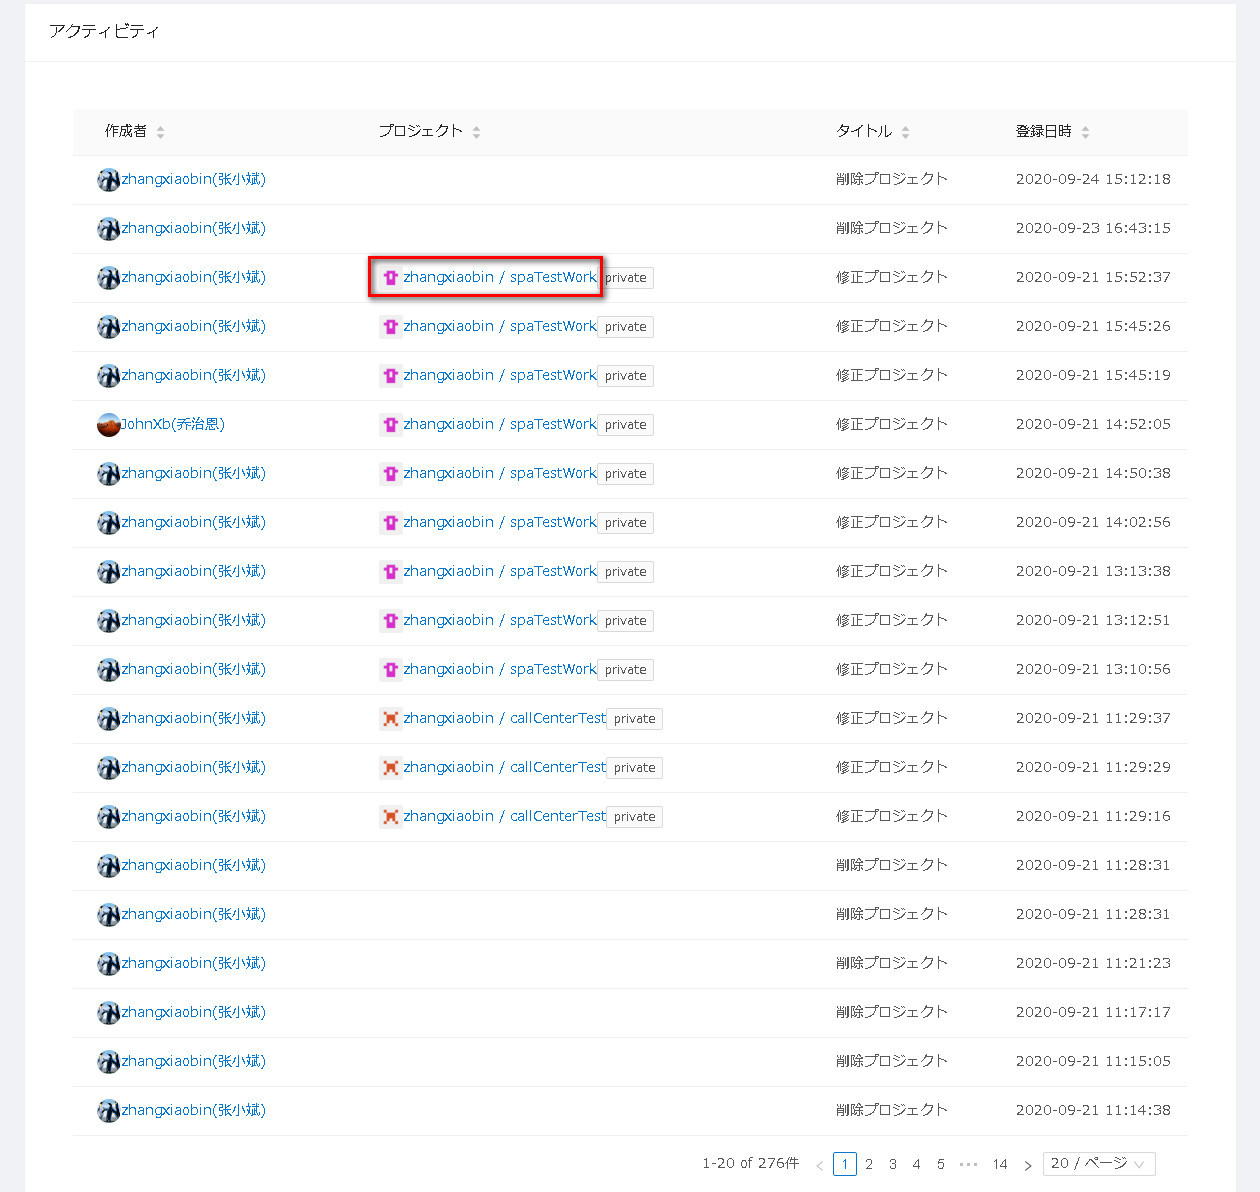 アクティビティ
作成者 プロジェクト タイトル 登録日時
zhangxiaobin(张小斌) 削除プロジェクト 2020-09-24 15:12:18
zhangxiaobin(张小斌) 削除プロジェクト 2020-09-23 16:43:15
zhangxiaobin(张小斌) zhangxiaobin / spaTestWork private 修正プロジェクト 2020-09-21 15:52:37
zhangxiaobin(张小斌) zhangxiaobin / spaTestWork private 修正プロジェクト 2020-09-21 15:45:26
zhangxiaobin(张小斌) zhangxiaobin / spaTestWork private 修正プロジェクト 2020-09-21 15:45:19
JohnXb(乔治恩) zhangxiaobin / spaTestWork private 修正プロジェクト 2020-09-21 14:52:05
zhangxiaobin(张小斌) zhangxiaobin / spaTestWork private 修正プロジェクト 2020-09-21 14:50:38
zhangxiaobin(张小斌) zhangxiaobin / spaTestWork private 修正プロジェクト 2020-09-21 14:02:56
zhangxiaobin(张小斌) zhangxiaobin / spaTestWork private 修正プロジェクト 2020-09-21 13:13:38
zhangxiaobin(张小斌) zhangxiaobin / spaTestWork private 修正プロジェクト 2020-09-21 13:12:51
zhangxiaobin(张小斌) zhangxiaobin / spaTestWork private 修正プロジェクト 2020-09-21 13:10:56
zhangxiaobin(张小斌) zhangxiaobin / callCenterTest private 修正プロジェクト 2020-09-21 11:29:37
zhangxiaobin(张小斌) zhangxiaobin / callCenterTest private 修正プロジェクト 2020-09-21 11:29:29
zhangxiaobin(张小斌) zhangxiaobin / callCenterTest private 修正プロジェクト 2020-09-21 11:29:16
zhangxiaobin(张小斌) 削除プロジェクト 2020-09-21 11:28:31
zhangxiaobin(张小斌) 削除プロジェクト 2020-09-21 11:28:31
zhangxiaobin(张小斌) 削除プロジェクト 2020-09-21 11:21:23
zhangxiaobin(张小斌) 削除プロジェクト 2020-09-21 11:17:17
zhangxiaobin(张小斌) 削除プロジェクト 2020-09-21 11:15:05
zhangxiaobin(张小斌) 削除プロジェクト 2020-09-21 11:14:38
1-20 of 276件 < 1 2 3 4 5 ••• 14 > 20 / ページ